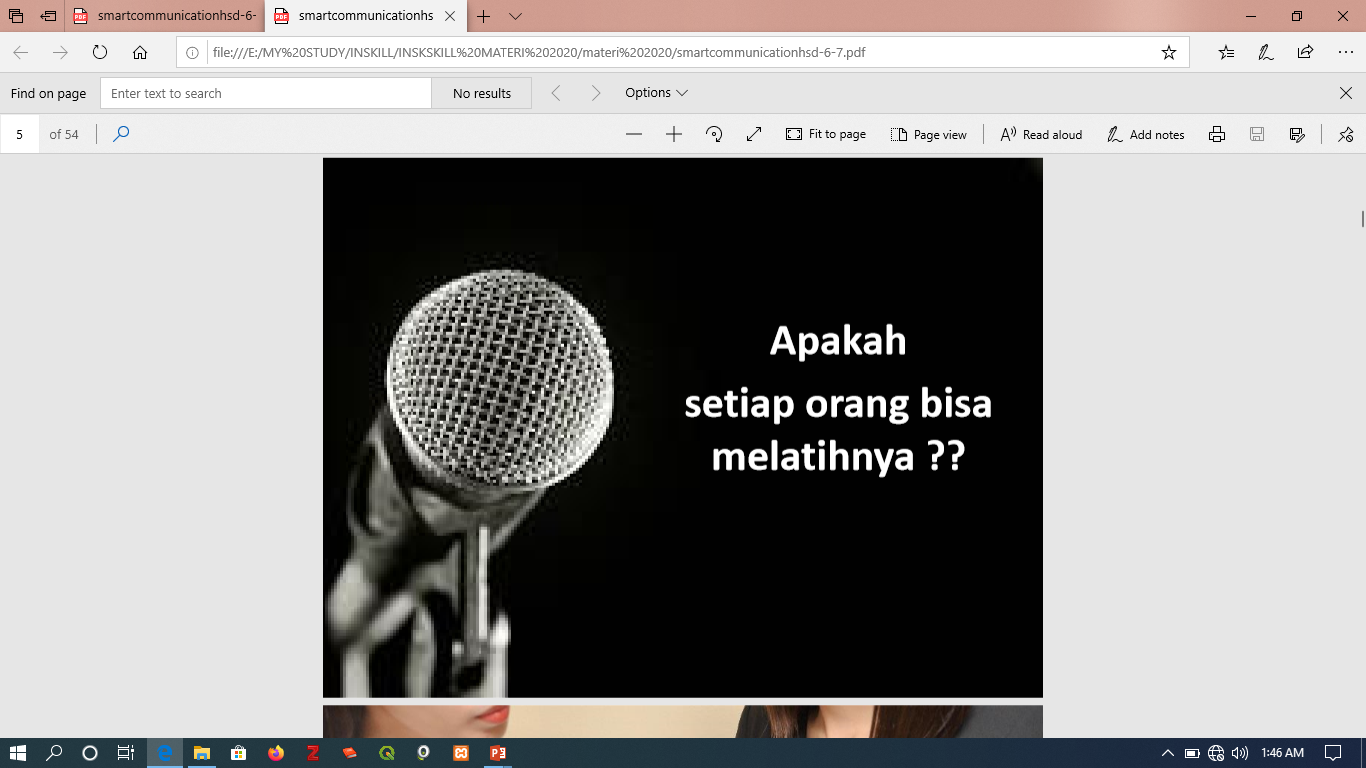 smartcommunicationhsd-6-
smartcommunicationhs
file:///E:/MY%20STUDY/INSKILL/INSKSKILL%20MATERI%202020/materi%202020/smartcommunicationhsd-6-7.pdf
Find on page
Enter text to search
No results
Options
5
of 54
Fit to page
Page view
Read aloud
Add notes
Apakah
setiap orang bisa
melatihnya ??
1:46 AM